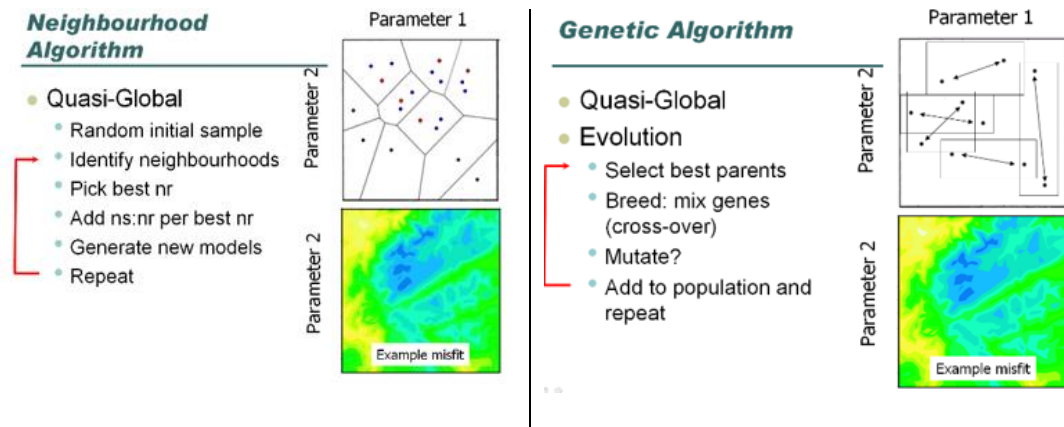 Neighbourhood
Algorithm
Quasi-Global
Random initial sample
Identify neighbourhoods
Pick best nr
Add ns:nr per best nr
Generate new models
Repeat
Parameter 1
Parameter 2
Parameter 2
Example misfit
Genetic Algorithm
Quasi-Global
Evolution
Select best parents
Breed: mix genes
(cross-over)
Mutate?
Add to population and
repeat
Parameter 1
Parameter 2
Parameter 2
Example misfit